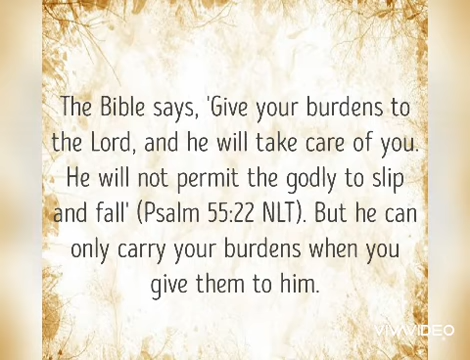 The Bible says, 'Give your burdens to
the Lord, and he will take care of you.
He will not permit the godly to slip
and fall' (Psalm 55:22 NLT). But he can
only carry your burdens when you
give them to him.
VIVAVIDEO